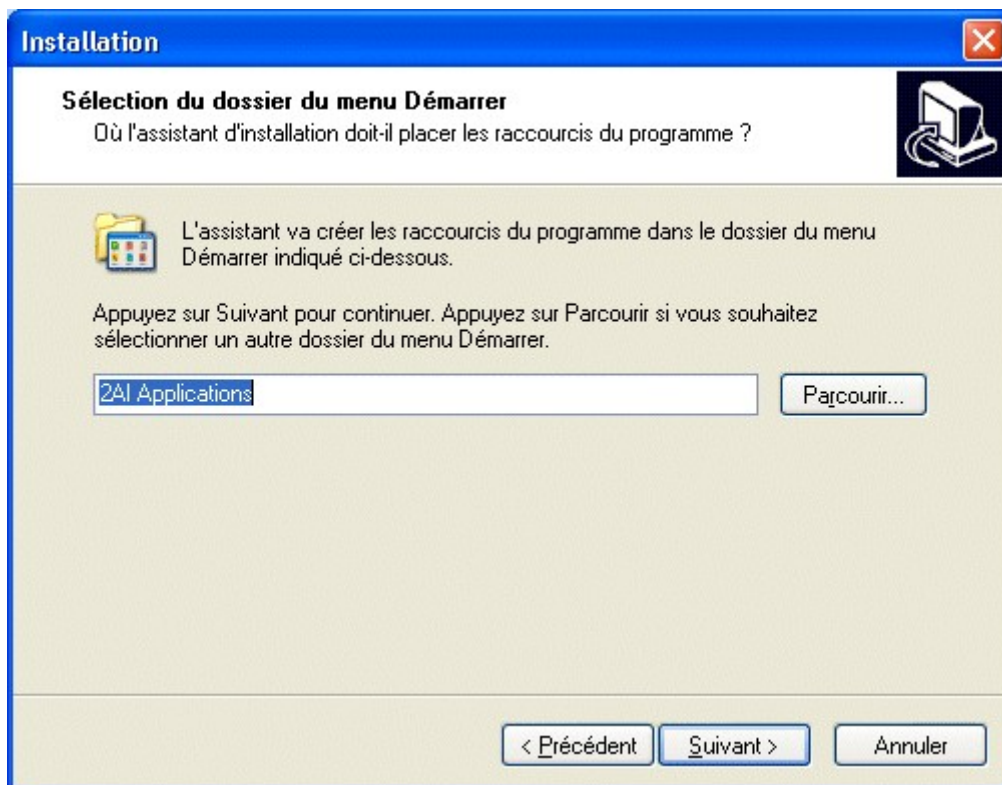 Installation
Sélection du dossier du menu Démarrer
Où l'assistant d'installation doit-il placer les raccourcis du programme ?
L'assistant va créer les raccourcis du programme dans le dossier du menu
Démarrer indiqué ci-dessous.
Appuyez sur Suivant pour continuer. Appuyez sur Parcourir si vous souhaitez
sélectionner un autre dossier du menu Démarrer.
2AI Applications
Parcourir...
< Précédent
Suivant >
Annuler